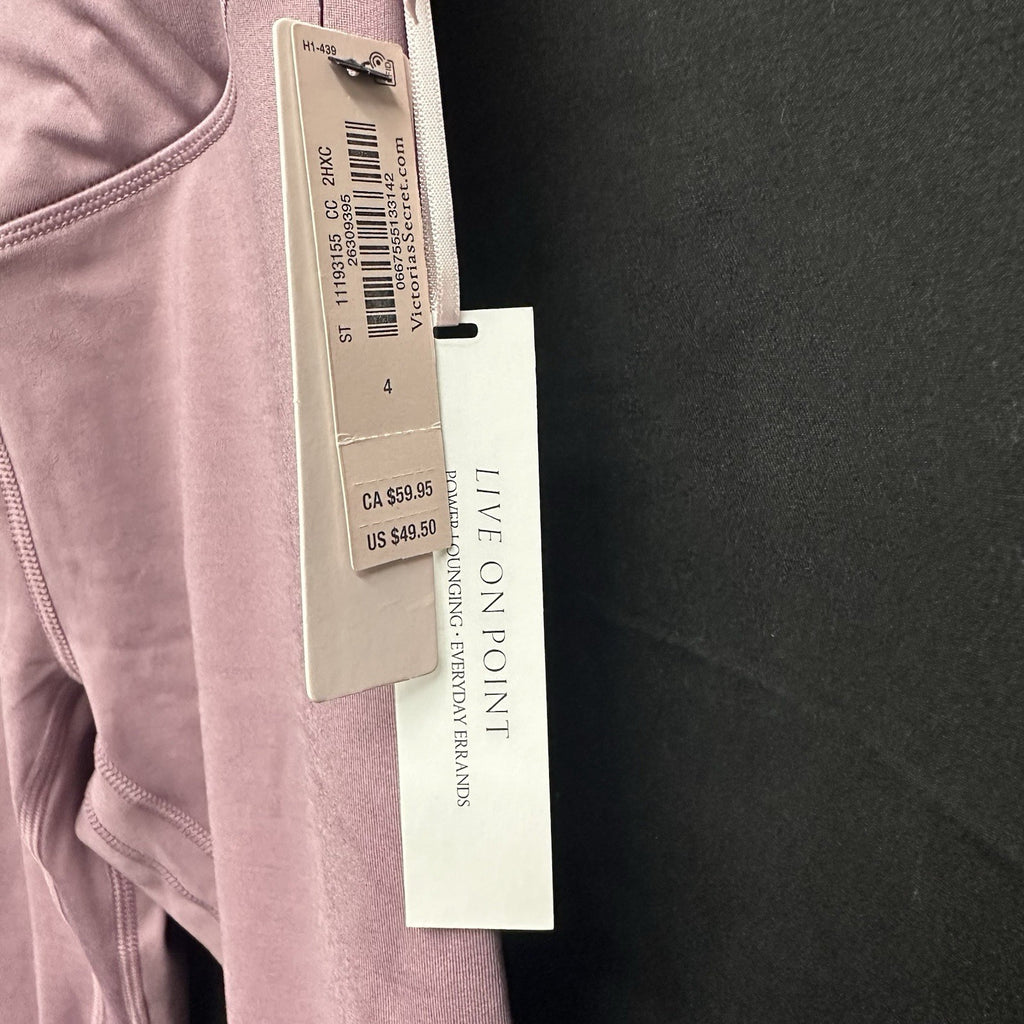 H1-439
ST 11193155 CC 2HXC
26309395
0667555133142
VictoriasSecret.com
4
CA $59.95
US $49.50
LIVE ON POINT
POWER LOUNGING • EVERYDAY ERRANDS